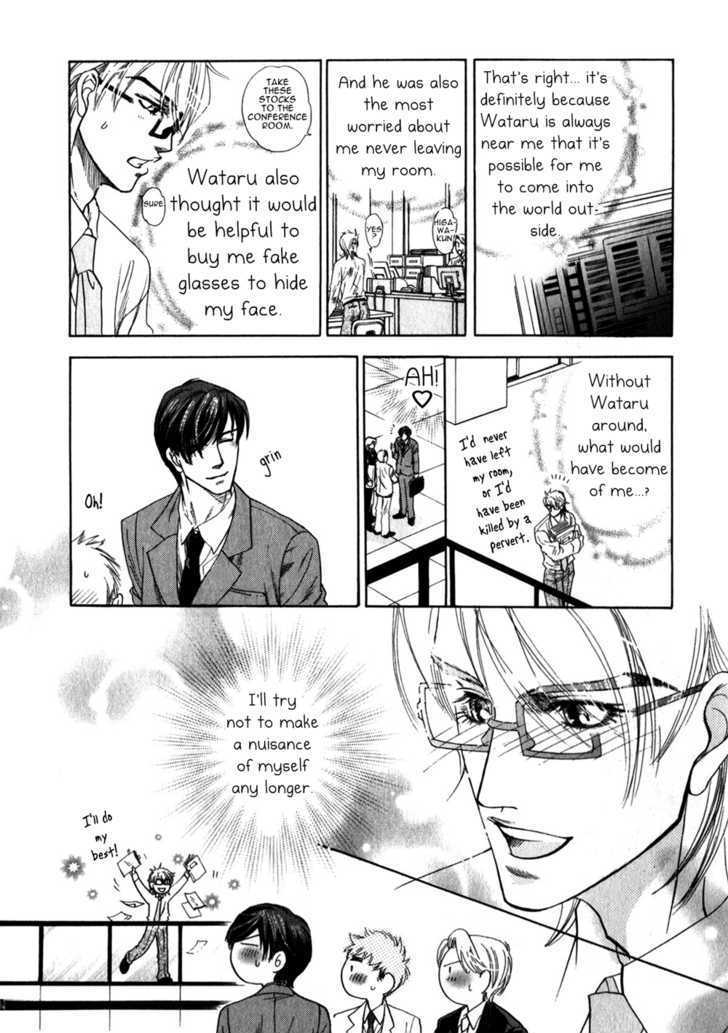 That's right... it's
definitely because
Wataru is always
near me that it's
possible for me
to come into
the world out-
side.
And he was also
the most
worried about
me never leaving
my room.
HIGA-
WA-
KUN!
YES?
TAKE
THESE
STOCKS
TO THE
CONFERENCE
ROOM.
SURE.
Wataru also
thought it would
be helpful to
buy me fake
glasses to hide
my face.
Without
Wataru
around,
what would
have become
of me...?
I'd never
have left
my room,
or I'd
have been
killed by a
pervert.
AH!
♡
grin
Oh!
I'll try
not to make
a nuisance
of myself
any longer.
I'll do
my
best!